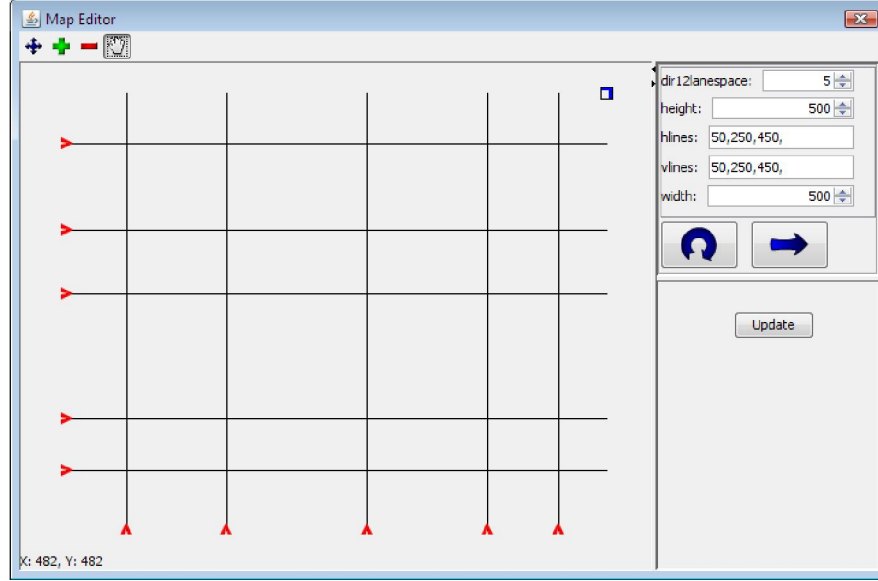 Map Editor
dir12lanespace: 5
height: 500
hlines: 50,250,450,
vlines: 50,250,450,
width: 500
Update
X: 482, Y: 482